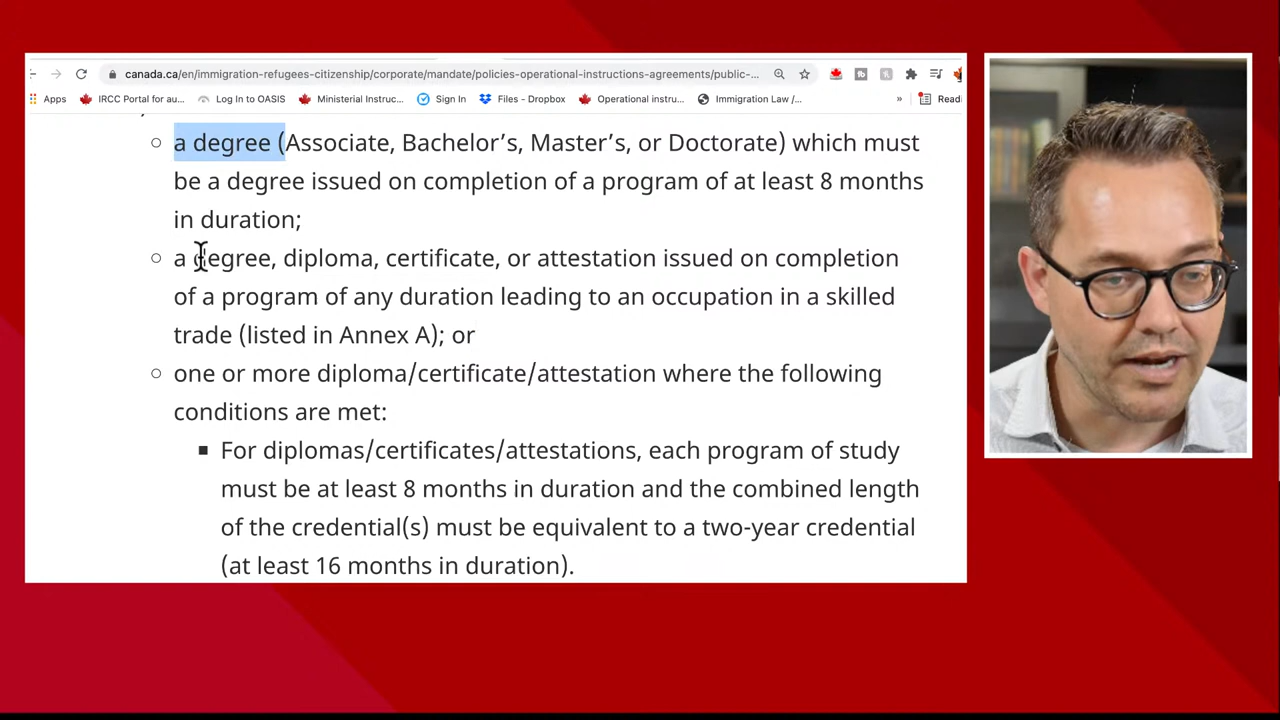 canada.ca/en/immigration-refugees-citizenship/corporate/mandate/policies-operational-instructions-agreements/public-...
Apps IRCC Portal for au... Log In to OASIS Ministerial Instruc... Sign In Files - Dropbox Operational instru... Immigration Law /... » Readi
a degree (Associate, Bachelor’s, Master’s, or Doctorate) which must
be a degree issued on completion of a program of at least 8 months
in duration;
a degree, diploma, certificate, or attestation issued on completion
of a program of any duration leading to an occupation in a skilled
trade (listed in Annex A); or
one or more diploma/certificate/attestation where the following
conditions are met:
For diplomas/certificates/attestations, each program of study
must be at least 8 months in duration and the combined length
of the credential(s) must be equivalent to a two-year credential
(at least 16 months in duration).